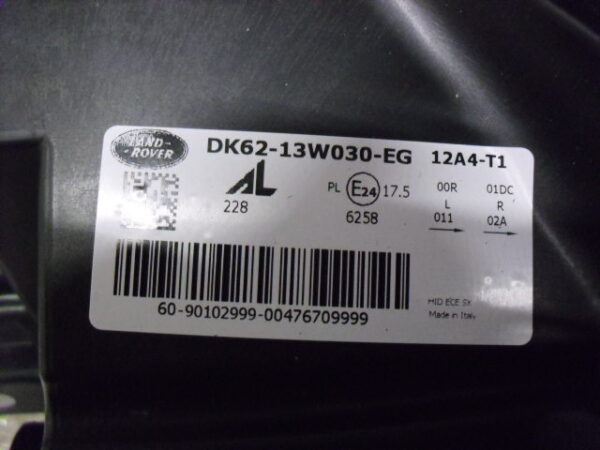 LAND-
ROVER
DK62-13W030-EG 12A4-T1
AL
228
PL E24 17.5
6258
00R 01DC
L R
011 02A
60-90102999-00476709999
HID ECE SX
Made in Italy